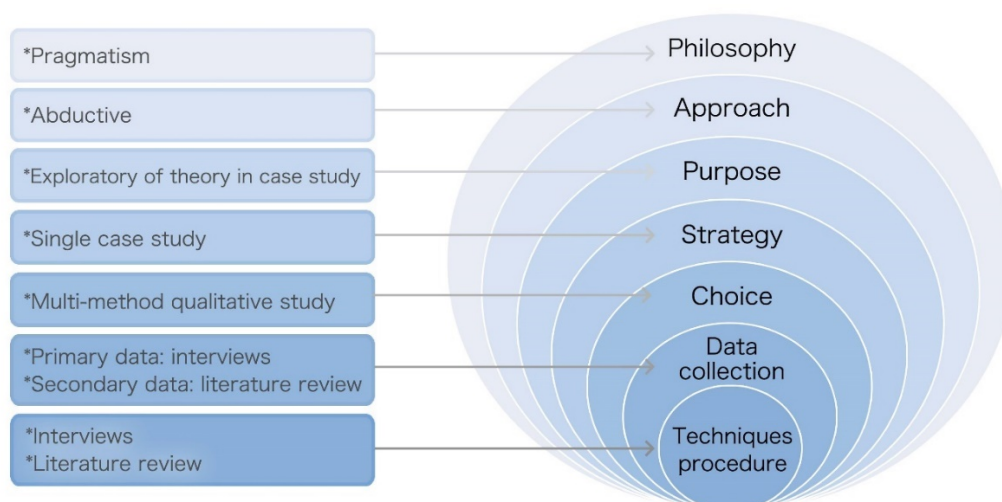 *Pragmatism
Philosophy
*Abductive
Approach
*Exploratory of theory in case study
Purpose
*Single case study
Strategy
*Multi-method qualitative study
Choice
*Primary data: interviews
*Secondary data: literature review
Data
collection
*Interviews
*Literature review
Techniques
procedure